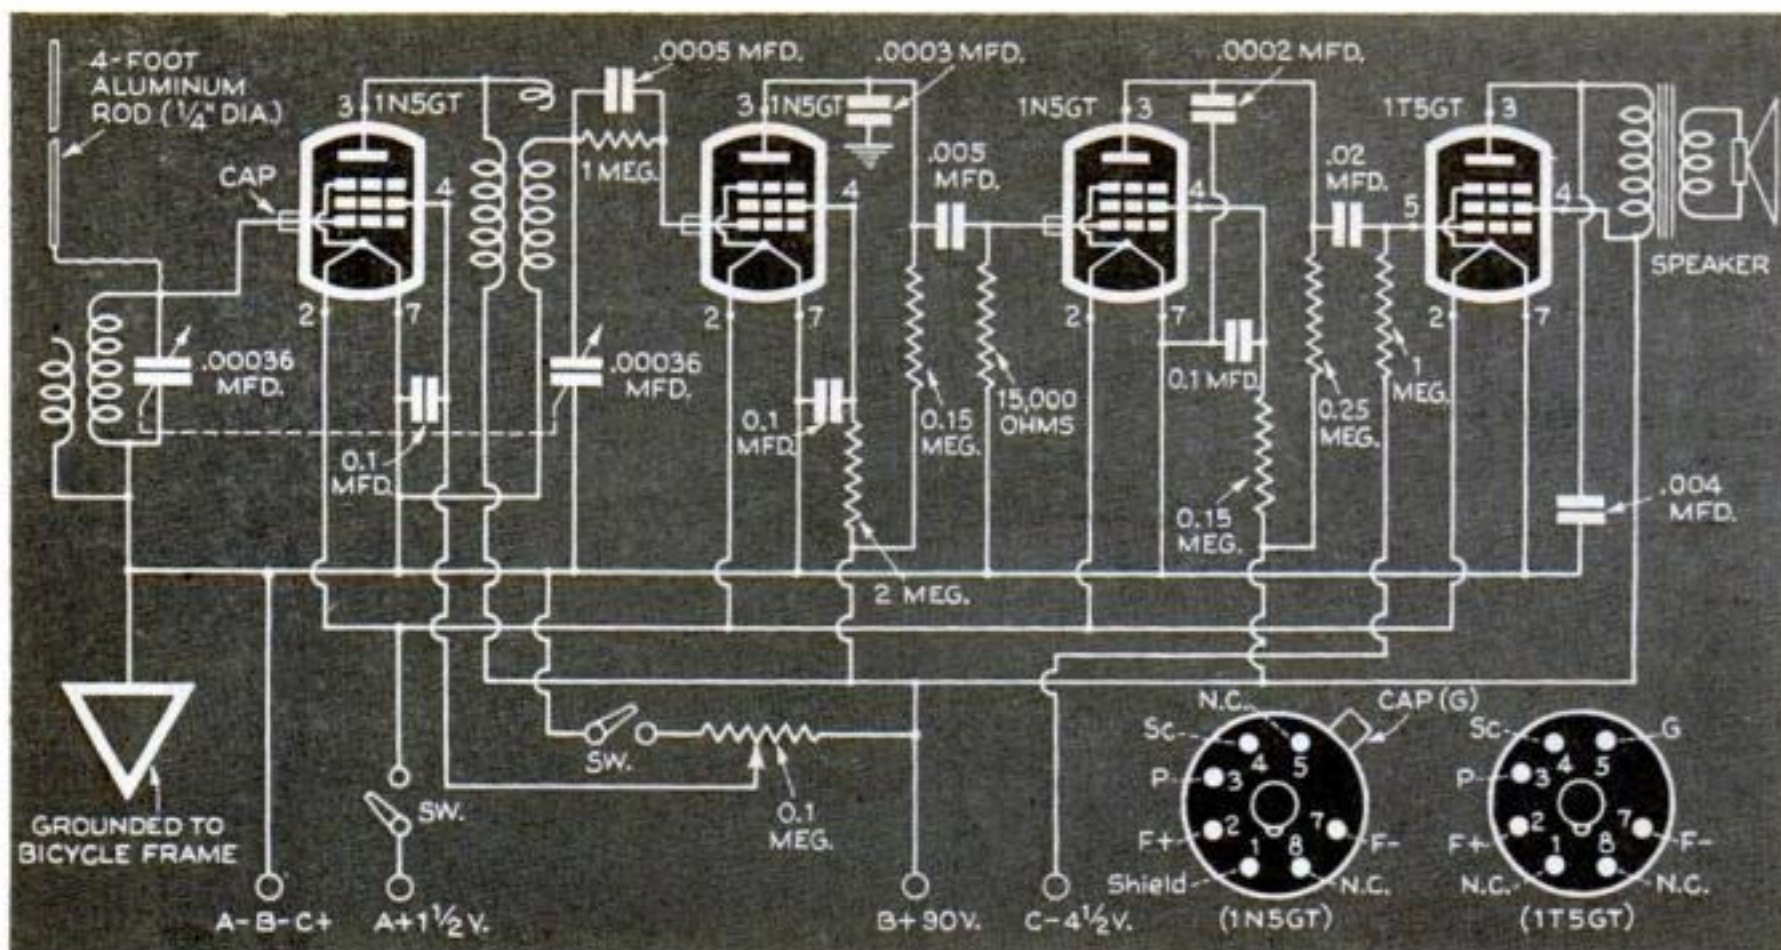 4-FOOT
ALUMINUM
ROD (1/4" DIA.)
CAP
3
1N5GT
4
2
7
.00036
MFD.
0.1
MFD.
.0005 MFD.
1 MEG.
.00036
MFD.
3
1N5GT
4
2
7
.0003 MFD.
0.1
MFD.
2 MEG.
.005
MFD.
0.15
MEG.
15,000
OHMS
1N5GT
3
4
2
7
.0002 MFD.
0.1 MFD.
0.15
MEG.
.02
MFD.
0.25
MEG.
1
MEG.
1T5GT
3
5
4
2
7
SPEAKER
.004
MFD.
GROUNDED TO
BICYCLE FRAME
SW.
SW.
0.1
MEG.
A-B-C+
A+1 1/2 V.
B+90V.
C-4 1/2 V.
N.C.
CAP (G)
Sc
P
F+
Shield
F-
N.C.
4
5
3
2
7
1
8
(1N5GT)
Sc
G
P
F+
F-
N.C.
N.C.
4
5
3
2
7
1
8
(1T5GT)